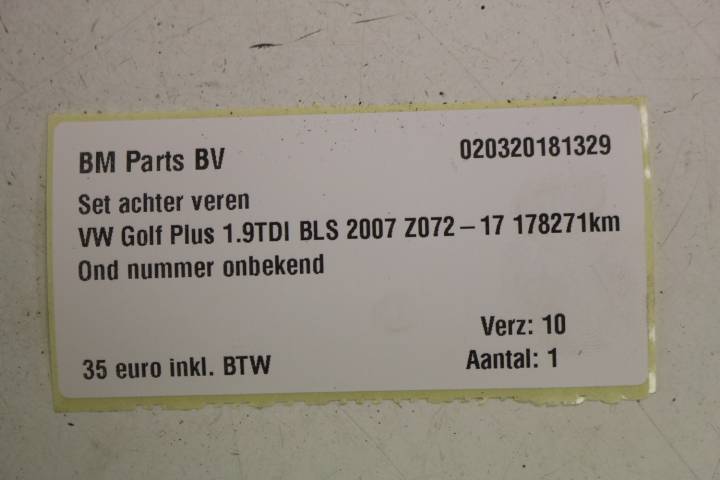 BM Parts BV 020320181329
Set achter veren
VW Golf Plus 1.9TDI BLS 2007 Z072 – 17 178271km
Ond nummer onbekend
Verz: 10
35 euro inkl. BTW Aantal: 1